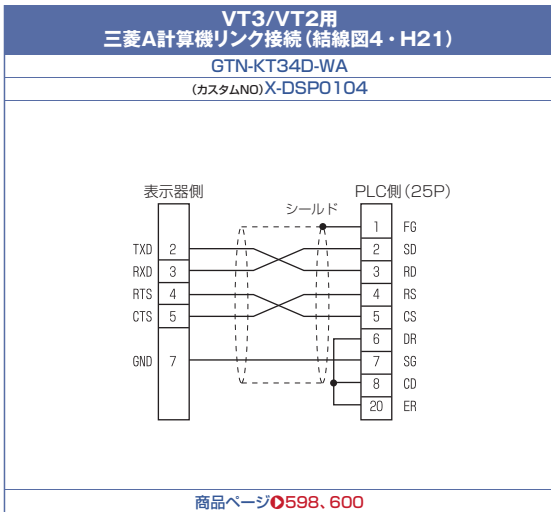 VT3/VT2用
三菱A計算機リンク接続(結線図4・H21)
GTN-KT34D-WA
(カスタムNO)X-DSP0104
表示器側 PLC側(25P)
シールド
1 FG
TXD 2 2 SD
RXD 3 3 RD
RTS 4 4 RS
CTS 5 5 CS
6 DR
GND 7 7 SG
8 CD
20 ER
商品ページ598、600